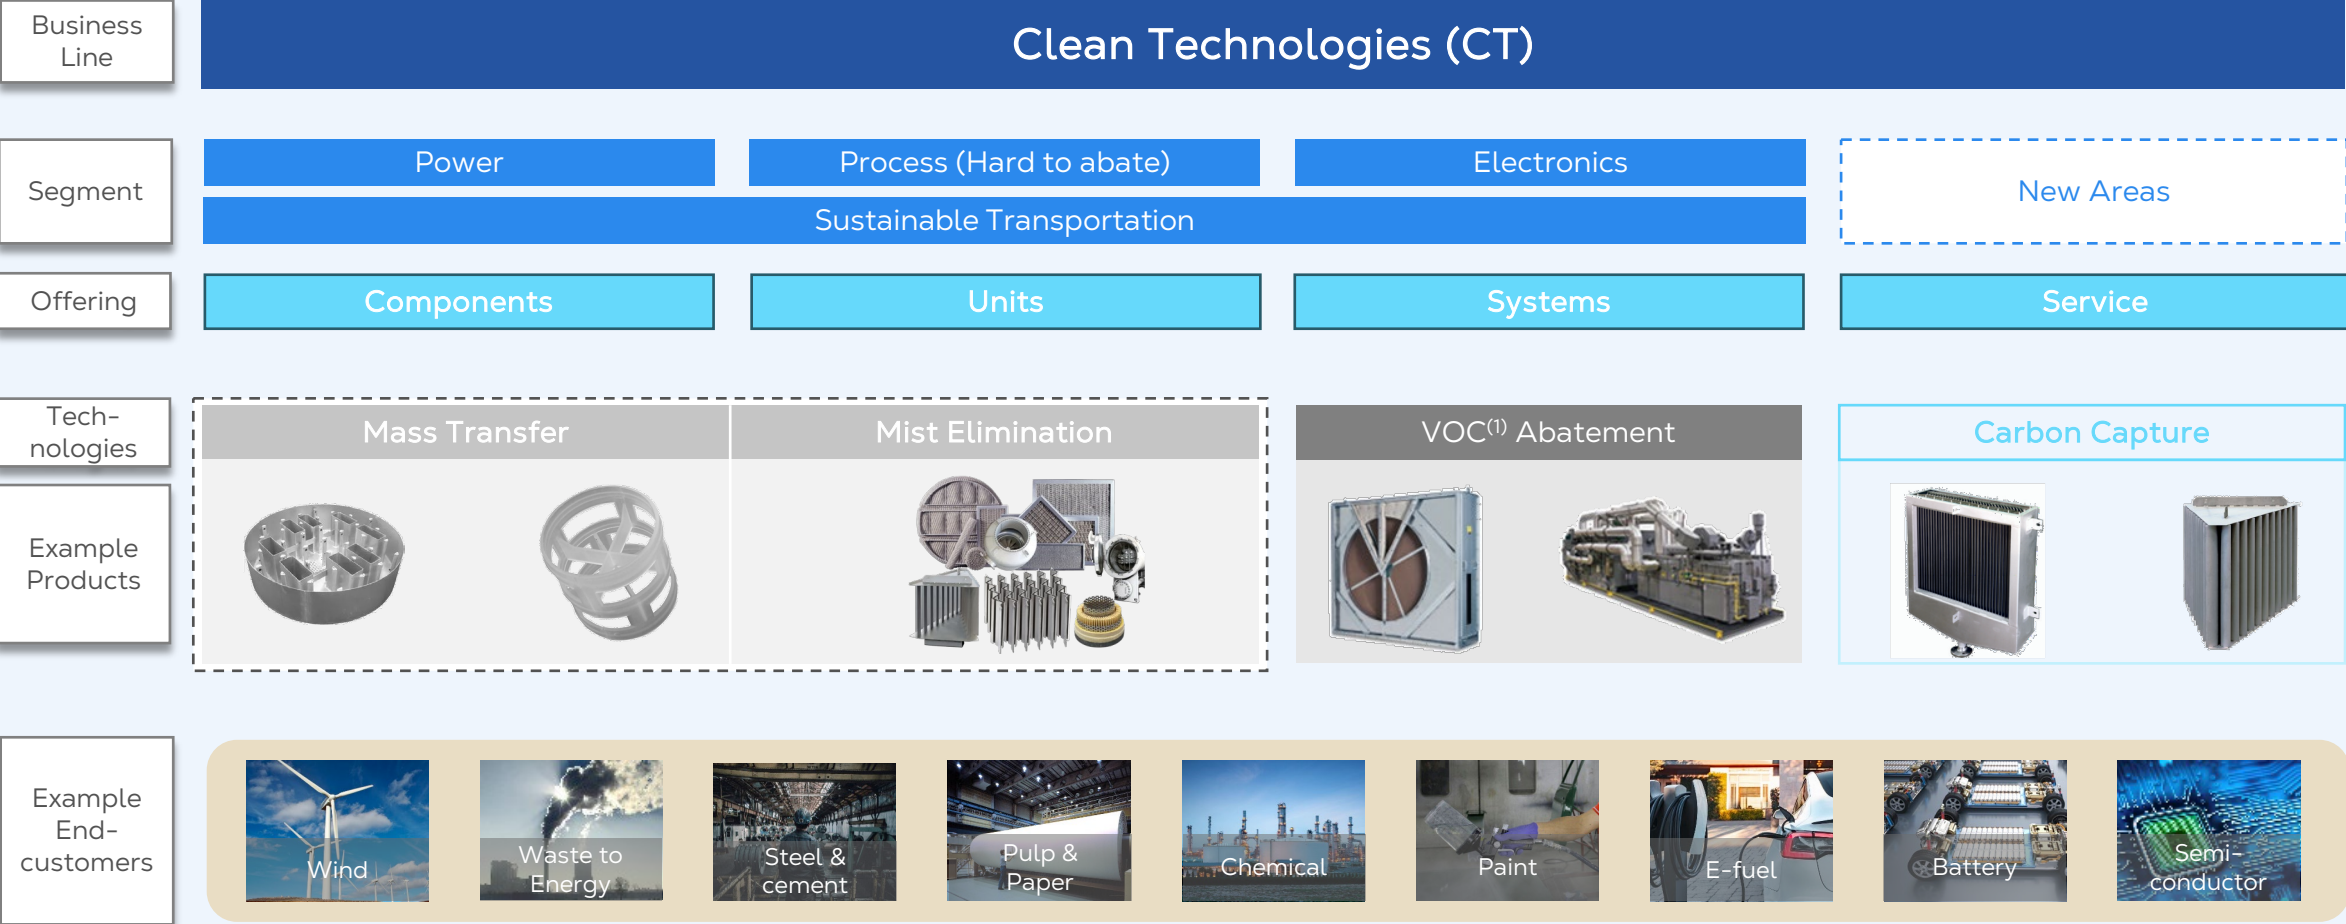 Business
Line
Clean Technologies (CT)
Segment
Power
Process (Hard to abate)
Electronics
New Areas
Sustainable Transportation
Offering
Components
Units
Systems
Service
Tech-
nologies
Mass Transfer
Mist Elimination
VOC(1) Abatement
Carbon Capture
Example
Products
Example
End-
customers
Wind
Waste to
Energy
Steel &
cement
Pulp &
Paper
Chemical
Paint
E-fuel
Battery
Semi-
conductor